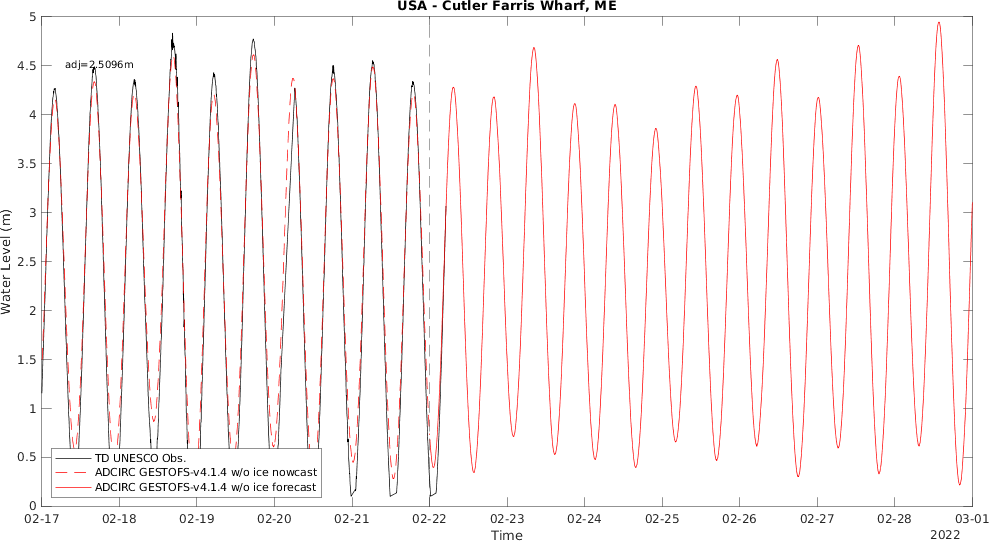 USA - Cutler Farris Wharf, ME
adj=2.5096m
5
4.5
4
3.5
3
2.5
2
1.5
1
0.5
0
Water Level (m)
TD UNESCO Obs.
ADCIRC GESTOFS-v4.1.4 w/o ice nowcast
ADCIRC GESTOFS-v4.1.4 w/o ice forecast
02-17 02-18 02-19 02-20 02-21 02-22 02-23 02-24 02-25 02-26 02-27 02-28 03-01
Time
2022